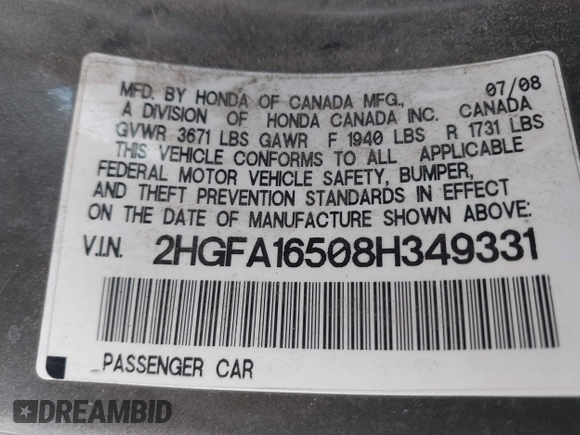 MFD. BY HONDA OF CANADA MFG., 07/08
A DIVISION OF HONDA CANADA INC. CANADA
GVWR 3671 LBS GAWR F 1940 LBS R 1731 LBS
THIS VEHICLE CONFORMS TO ALL APPLICABLE
FEDERAL MOTOR VEHICLE SAFETY, BUMPER,
AND THEFT PREVENTION STANDARDS IN EFFECT
ON THE DATE OF MANUFACTURE SHOWN ABOVE:
V.I.N. 2HGFA16508H349331
PASSENGER CAR
DREAMBID